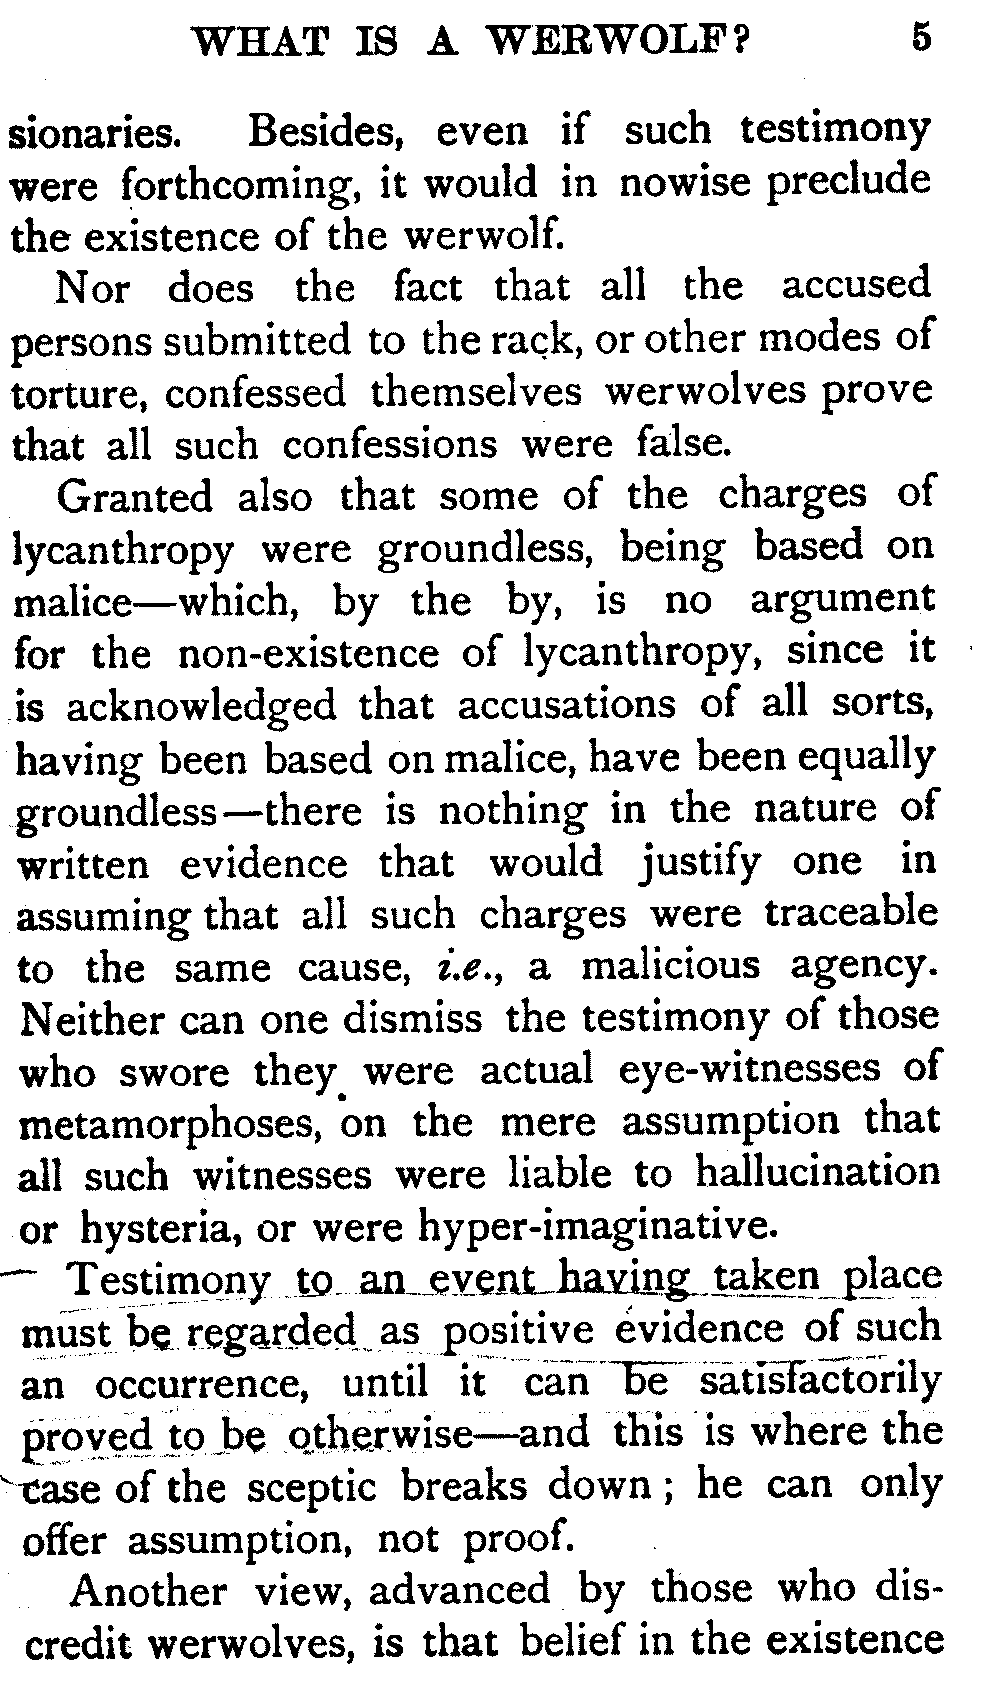 WHAT IS A WERWOLF? 5
sionaries. Besides, even if such testimony
were forthcoming, it would in nowise preclude
the existence of the werwolf.
Nor does the fact that all the accused
persons submitted to the rack, or other modes of
torture, confessed themselves werwolves prove
that all such confessions were false.
Granted also that some of the charges of
lycanthropy were groundless, being based on
malice—which, by the by, is no argument
for the non-existence of lycanthropy, since it
is acknowledged that accusations of all sorts,
having been based on malice, have been equally
groundless—there is nothing in the nature of
written evidence that would justify one in
assuming that all such charges were traceable
to the same cause, i.e., a malicious agency.
Neither can one dismiss the testimony of those
who swore they were actual eye-witnesses of
metamorphoses, on the mere assumption that
all such witnesses were liable to hallucination
or hysteria, or were hyper-imaginative.
Testimony to an event having taken place
must be regarded as positive evidence of such
an occurrence, until it can be satisfactorily
proved to be otherwise—and this is where the
case of the sceptic breaks down; he can only
offer assumption, not proof.
Another view, advanced by those who dis-
credit werwolves, is that belief in the existence